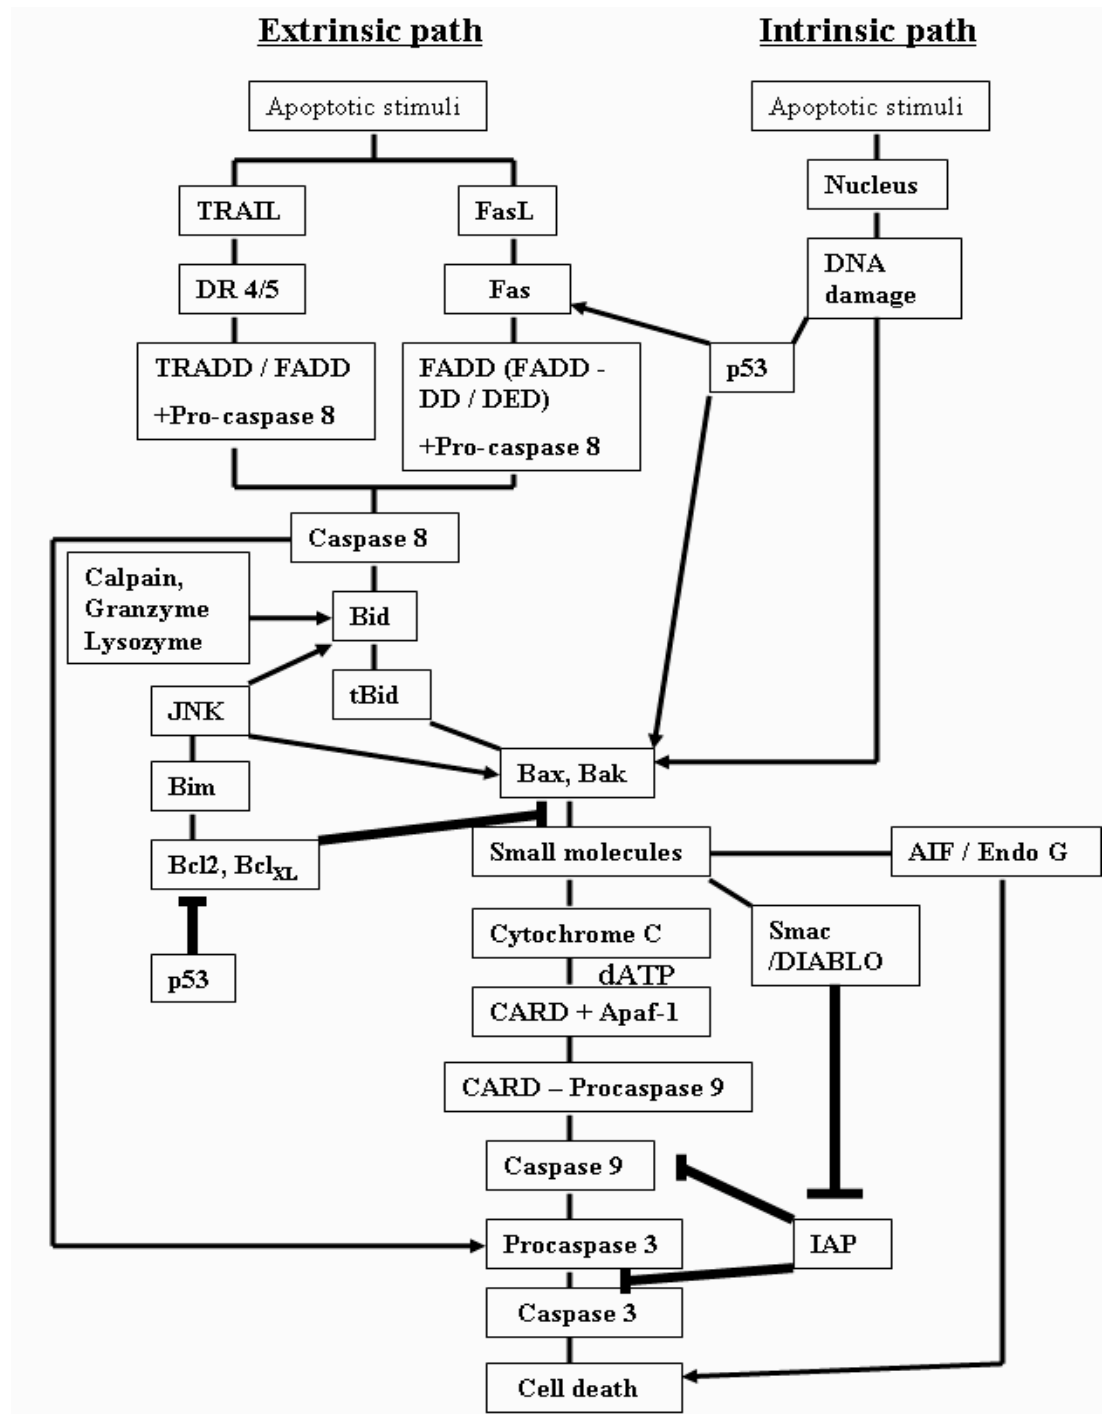 Extrinsic path
Intrinsic path
Apoptotic stimuli
Apoptotic stimuli
Nucleus
TRAIL
FasL
DNA
damage
DR 4/5
Fas
p53
TRADD / FADD
+Pro-caspase 8
FADD (FADD -
DD / DED)
+Pro-caspase 8
Caspase 8
Calpain,
Granzyme
Lysozyme
Bid
tBid
JNK
Bax, Bak
Bim
Bcl2, BclXL
Small molecules
AIF / Endo G
Cytochrome C
Smac
/DIABLO
p53
dATP
CARD + Apaf-1
CARD – Procaspase 9
Caspase 9
Procaspase 3
IAP
Caspase 3
Cell death